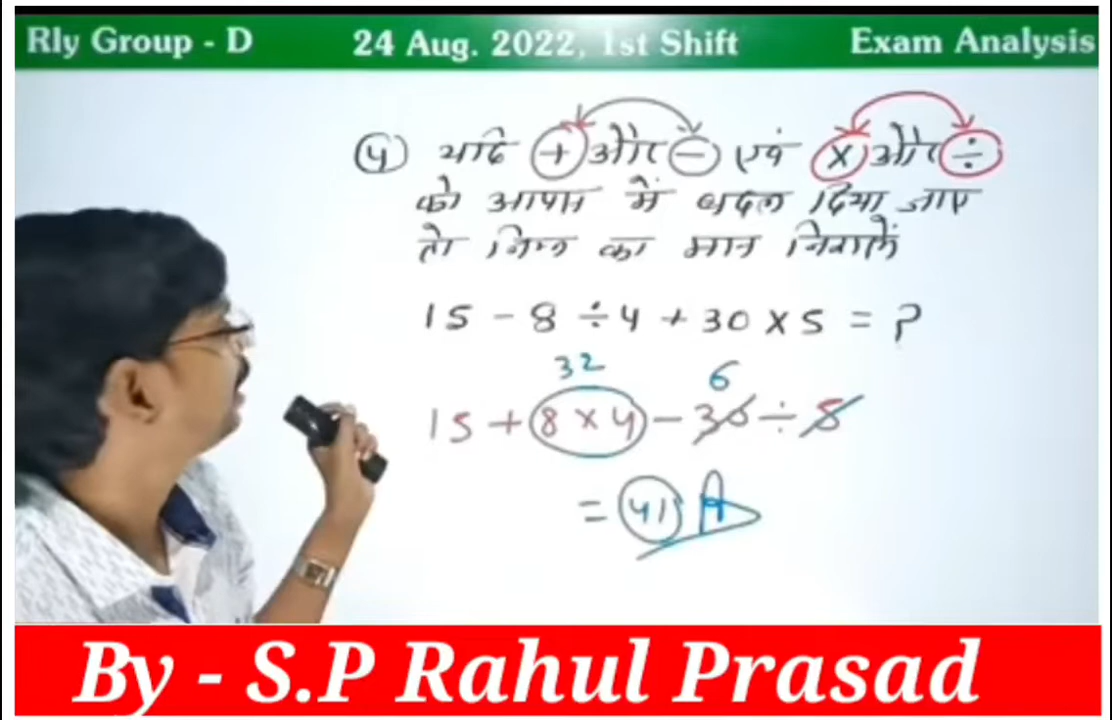 Rly Group - D 24 Aug. 2022, 1st Shift Exam Analysis
(4) यदि + और - एवं × और ÷
को आपस में बदल दिया जाए
तो निम्न का मान निकालें
15 - 8 ÷ 4 + 30 × 5 = ?
32 6
15 + 8 × 4 - 30 ÷ 5
= 41 A
By - S.P Rahul Prasad